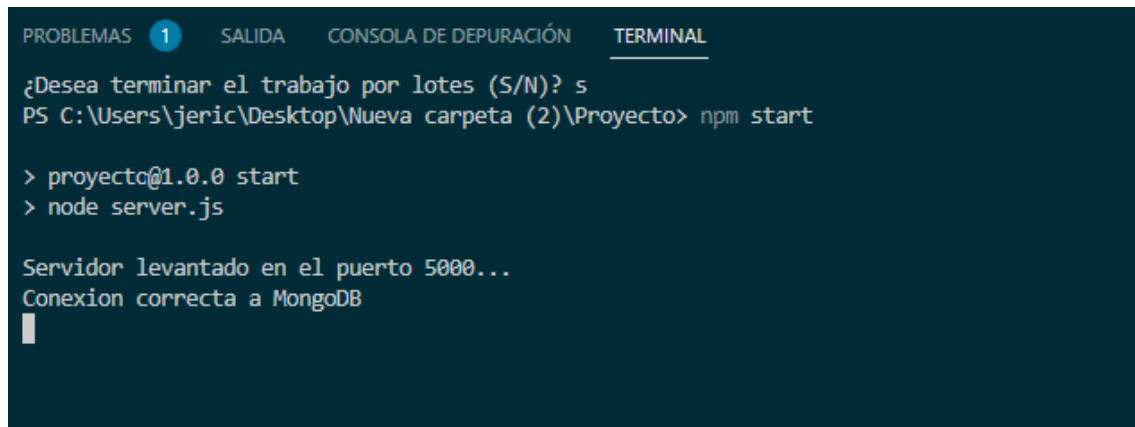 PROBLEMAS 1 SALIDA CONSOLA DE DEPURACIÓN TERMINAL
¿Desea terminar el trabajo por lotes (S/N)? s
PS C:\Users\jeric\Desktop\Nueva carpeta (2)\Proyecto> npm start
> proyecto@1.0.0 start
> node server.js
Servidor levantado en el puerto 5000...
Conexion correcta a MongoDB